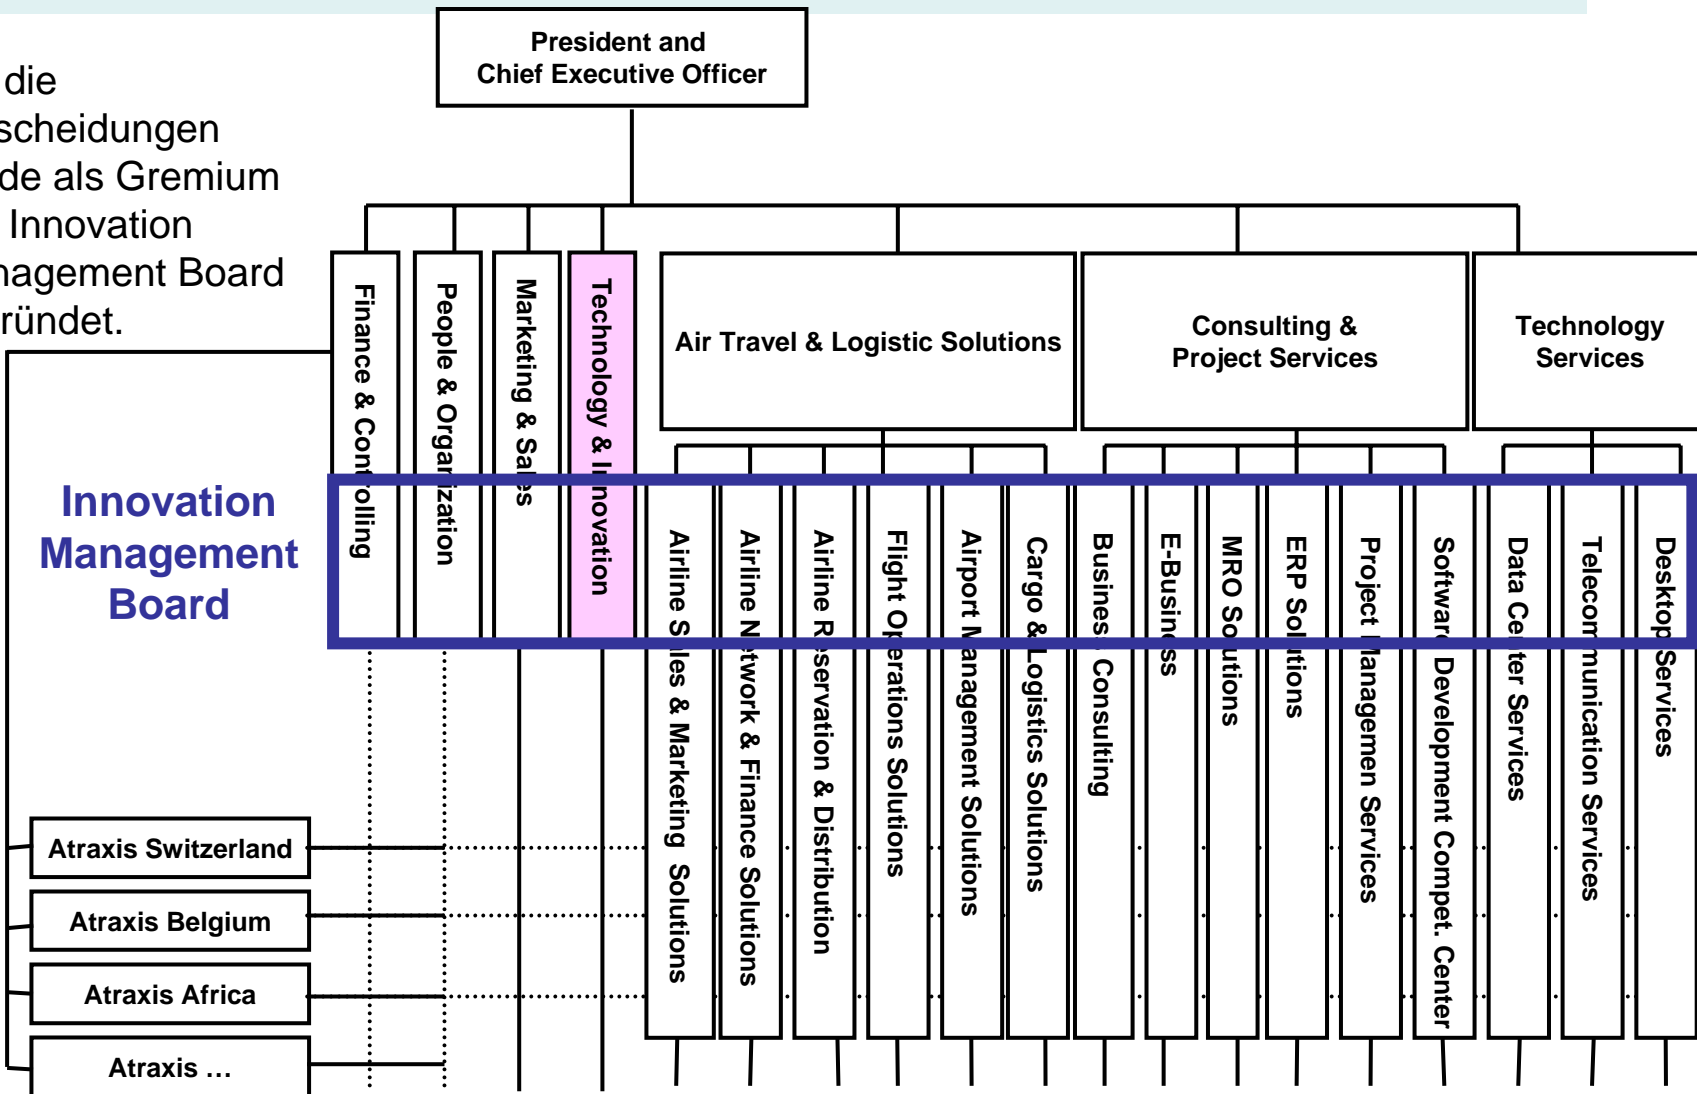 President and
Chief Executive Officer
die
scheidungen
de als Gremium
Innovation
nagement Board
ründet.
Finance & Controlling
People & Organization
Marketing & Sales
Technology & Innovation
Air Travel & Logistic Solutions
Consulting &
Project Services
Technology
Services
Innovation
Management
Board
Airline Sales & Marketing Solutions
Airline Network & Finance Solutions
Airline Reservation & Distribution
Flight Operations Solutions
Airport Management Solutions
Cargo & Logistics Solutions
Business Consulting
E-Business
MRO Solutions
ERP Solutions
Project Managemen Services
Software Development Compet. Center
Data Center Services
Telecommunication Services
Desktop Services
Atraxis Switzerland
Atraxis Belgium
Atraxis Africa
Atraxis …